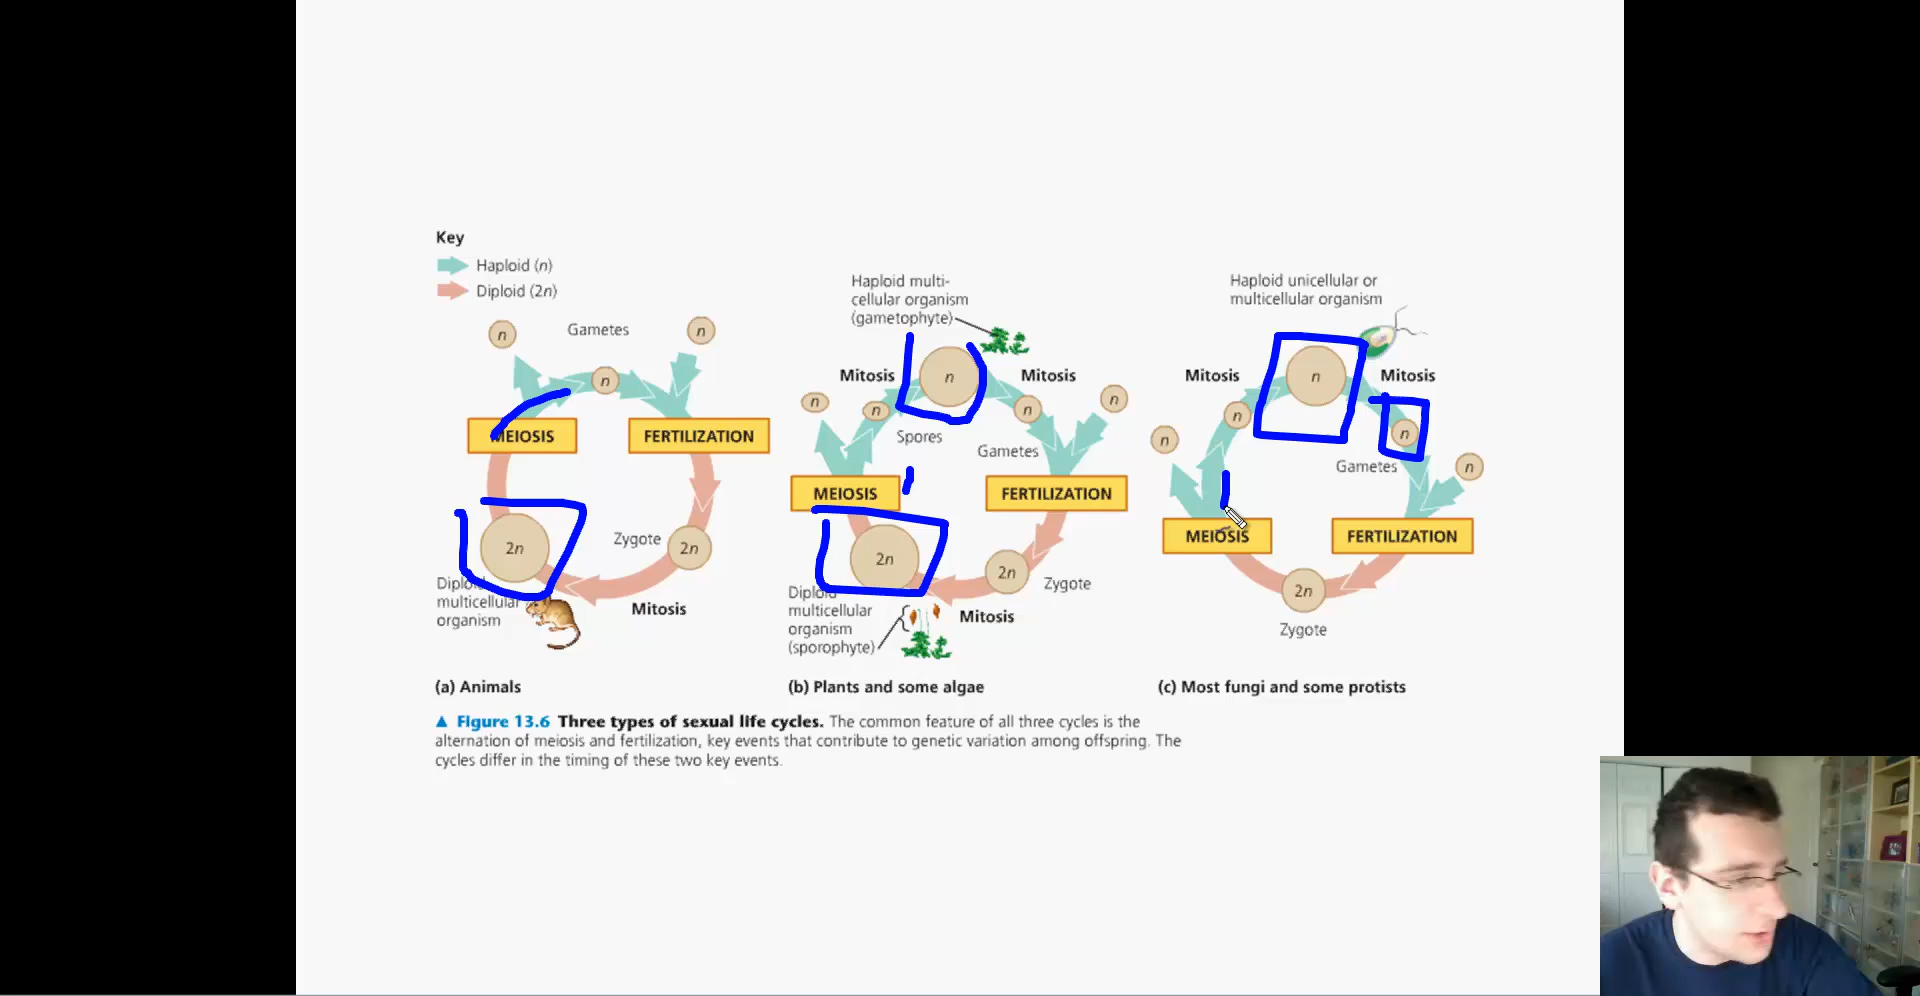 Key
Haploid (n)
Diploid (2n)
n
Gametes
n
n
MEIOSIS
FERTILIZATION
2n
Zygote
2n
Diploid
multicellular
organism
Mitosis
(a) Animals
Haploid multi-
cellular organism
(gametophyte)
Mitosis
n
Mitosis
n
n
n
n
Spores
Gametes
MEIOSIS
FERTILIZATION
2n
2n
Zygote
Diploid
multicellular
organism
(sporophyte)
Mitosis
(b) Plants and some algae
Haploid unicellular or
multicellular organism
Mitosis
n
Mitosis
n
n
n
Gametes
n
MEIOSIS
FERTILIZATION
2n
Zygote
(c) Most fungi and some protists
▲ Figure 13.6 Three types of sexual life cycles. The common feature of all three cycles is the
alternation of meiosis and fertilization, key events that contribute to genetic variation among offspring. The
cycles differ in the timing of these two key events.